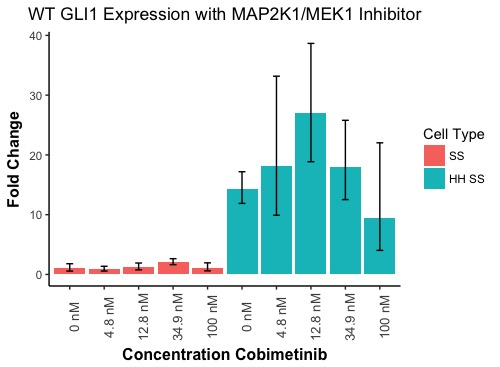 WT GLI1 Expression with MAP2K1/MEK1 Inhibitor
Fold Change
40
30
20
10
0
0 nM
4.8 nM
12.8 nM
34.9 nM
100 nM
0 nM
4.8 nM
12.8 nM
34.9 nM
100 nM
Concentration Cobimetinib
Cell Type
SS
HH SS